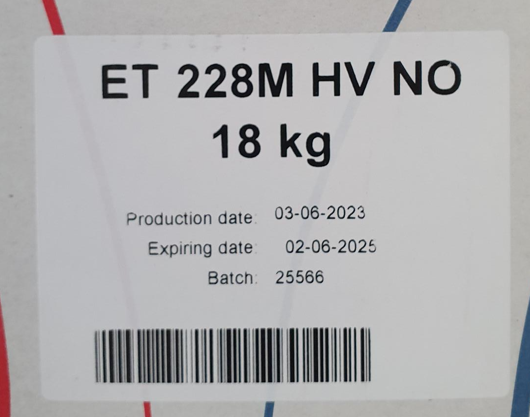 ET 228M HV NO
18 kg
Production date: 03-06-2023
Expiring date: 02-06-2025
Batch: 25566